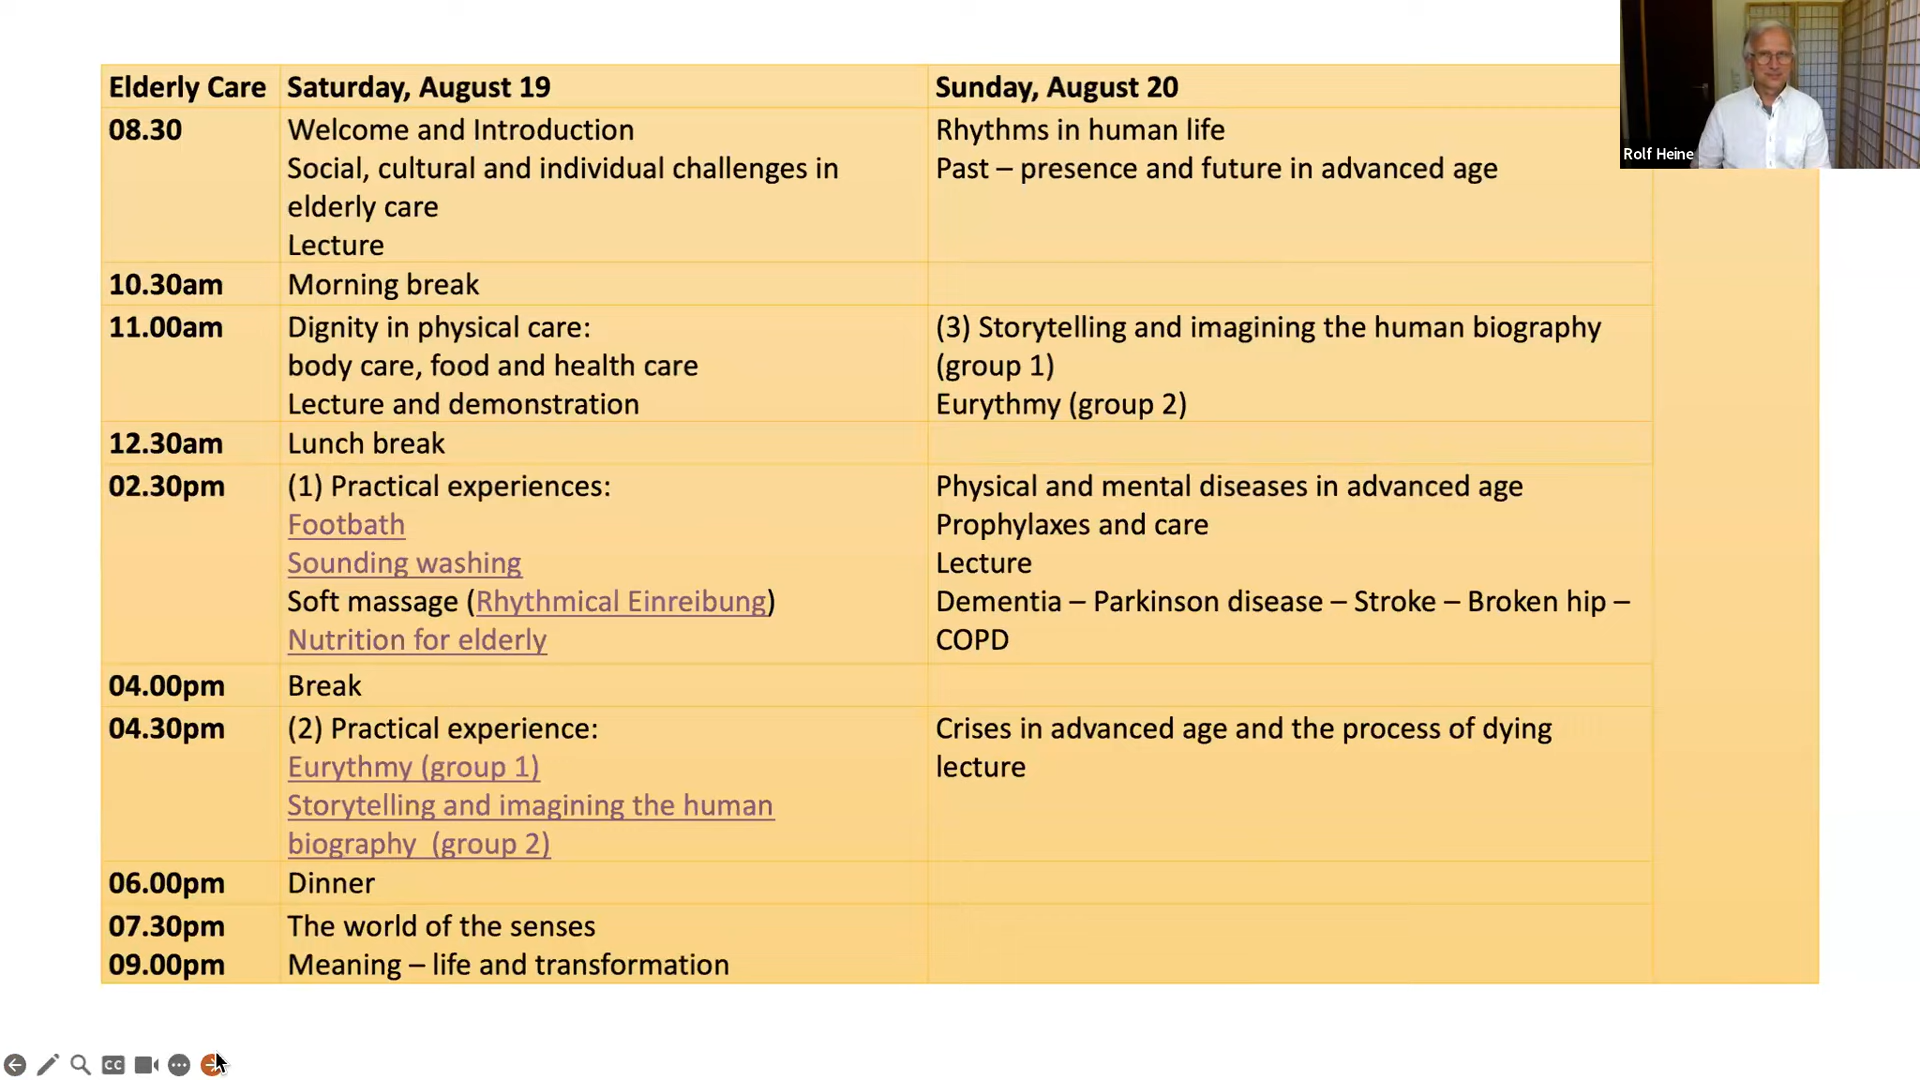 Elderly Care Saturday, August 19 Sunday, August 20
08.30 Welcome and Introduction Rhythms in human life
Social, cultural and individual challenges in Past – presence and future in advanced age
elderly care
Lecture
10.30am Morning break
11.00am Dignity in physical care: (3) Storytelling and imagining the human biography
body care, food and health care (group 1)
Lecture and demonstration Eurythmy (group 2)
12.30am Lunch break
02.30pm (1) Practical experiences: Physical and mental diseases in advanced age
Footbath Prophylaxes and care
Sounding washing Lecture
Soft massage (Rhythmical Einreibung) Dementia – Parkinson disease – Stroke – Broken hip –
Nutrition for elderly COPD
04.00pm Break
04.30pm (2) Practical experience: Crises in advanced age and the process of dying
Eurythmy (group 1) lecture
Storytelling and imagining the human
biography (group 2)
06.00pm Dinner
07.30pm The world of the senses
09.00pm Meaning – life and transformation
Rolf Heine
CC